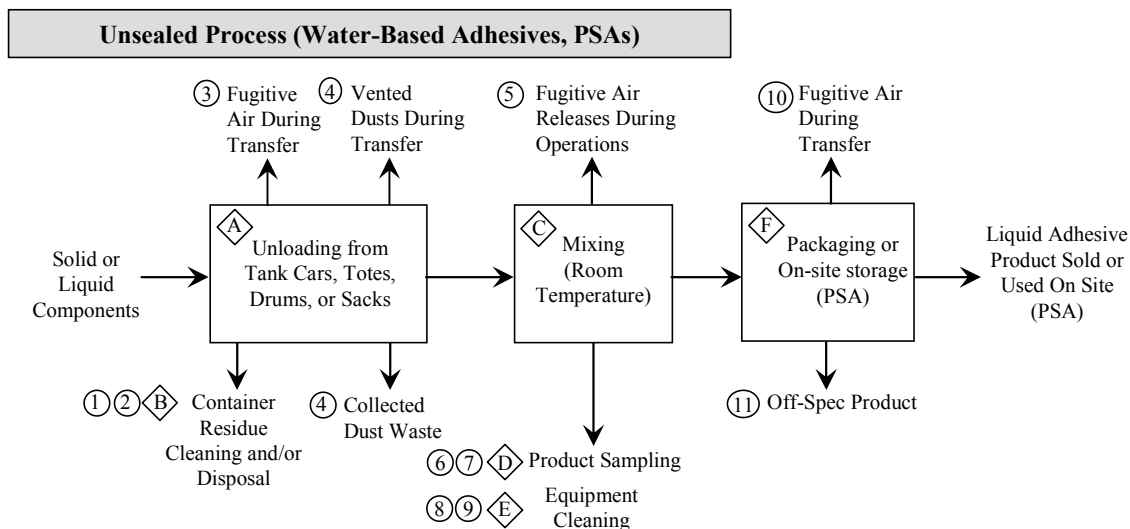 Unsealed Process (Water-Based Adhesives, PSAs)
3 Fugitive
Air During
Transfer
4 Vented
Dusts During
Transfer
5 Fugitive Air
Releases During
Operations
10 Fugitive Air
During
Transfer
Solid or
Liquid
Components
A
Unloading from
Tank Cars, Totes,
Drums, or Sacks
C
Mixing
(Room
Temperature)
F
Packaging or
On-site storage
(PSA)
Liquid Adhesive
Product Sold or
Used On Site
(PSA)
1 2 B Container
Residue
Cleaning and/or
Disposal
4 Collected
Dust Waste
6 7 D Product Sampling
8 9 E Equipment
Cleaning
11 Off-Spec Product